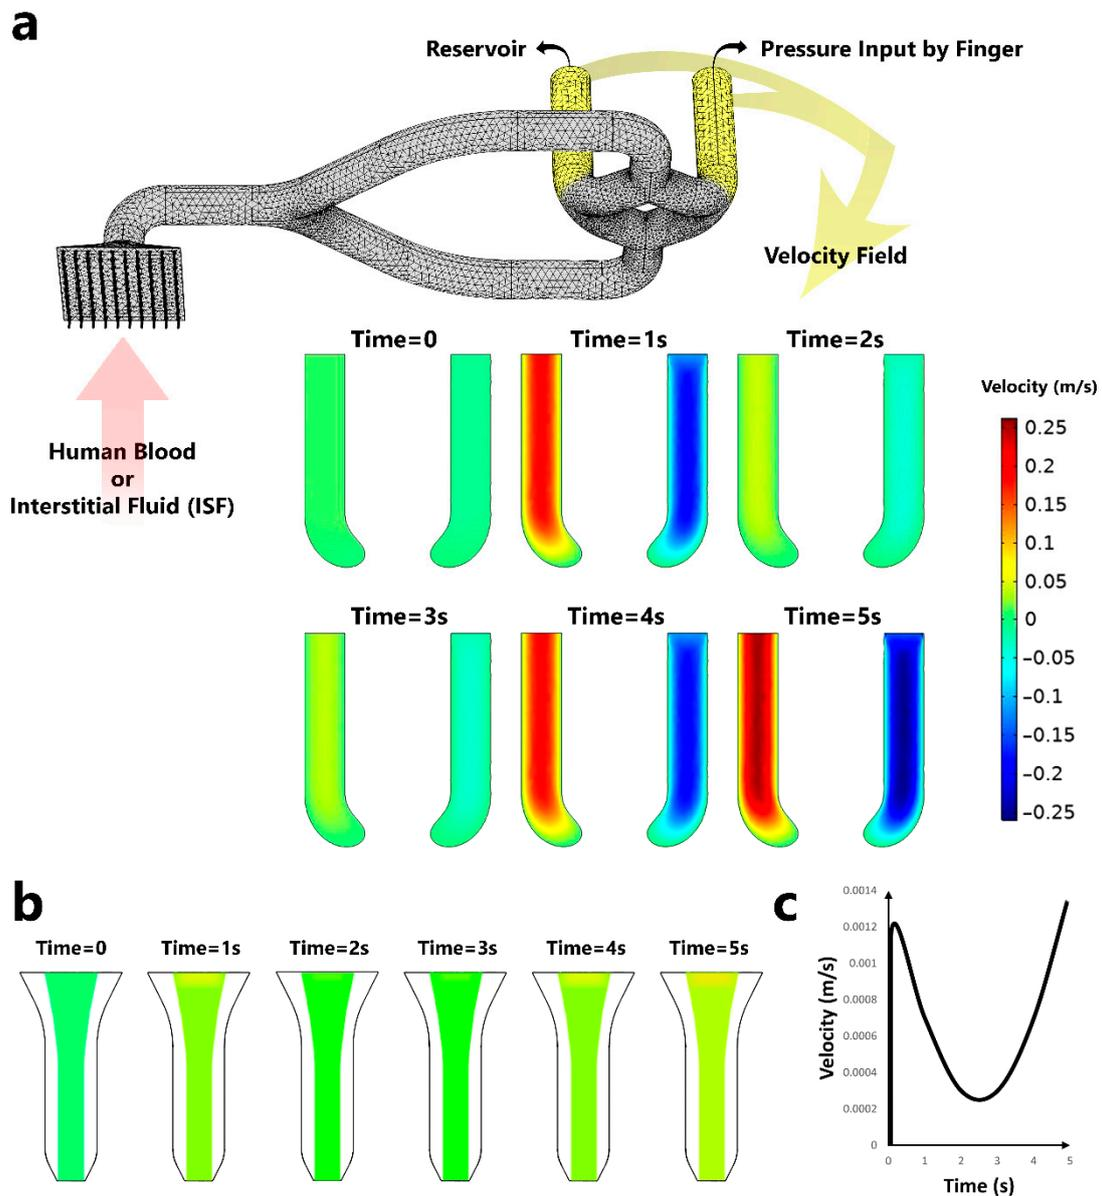 a
Reservoir
Pressure Input by Finger
Velocity Field
Human Blood
or
Interstitial Fluid (ISF)
Time=0
Time=1s
Time=2s
Velocity (m/s)
0.25
0.2
0.15
0.1
0.05
0
−0.05
−0.1
−0.15
−0.2
−0.25
Time=3s
Time=4s
Time=5s
b
Time=0
Time=1s
Time=2s
Time=3s
Time=4s
Time=5s
c
Velocity (m/s)
0.0014
0.0012
0.001
0.0008
0.0006
0.0004
0.0002
0
0 1 2 3 4 5
Time (s)